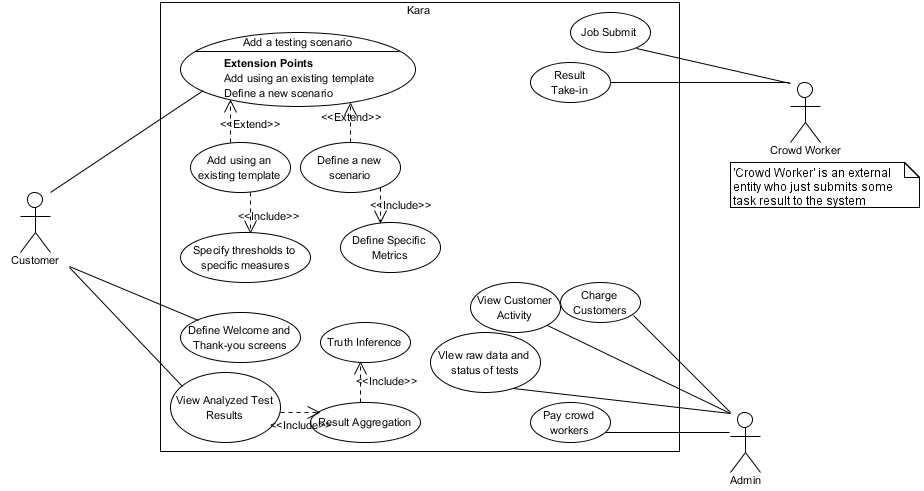 Kara
Add a testing scenario
Extension Points
Add using an existing template
Define a new scenario
<<Extend>>
<<Extend>>
Add using an
existing template
Define a new
scenario
<<Include>>
<<Include>>
Specify thresholds to
specific measures
Define Specific
Metrics
Customer
Job Submit
Result
Take-in
Crowd Worker
'Crowd Worker' is an external
entity who just submits some
task result to the system
Define Welcome and
Thank-you screens
Truth Inference
<<Include>>
View Analyzed Test
Results
<<Include>>
Result Aggregation
View Customer
Activity
Charge
Customers
VIew raw data and
status of tests
Pay crowd
workers
Admin